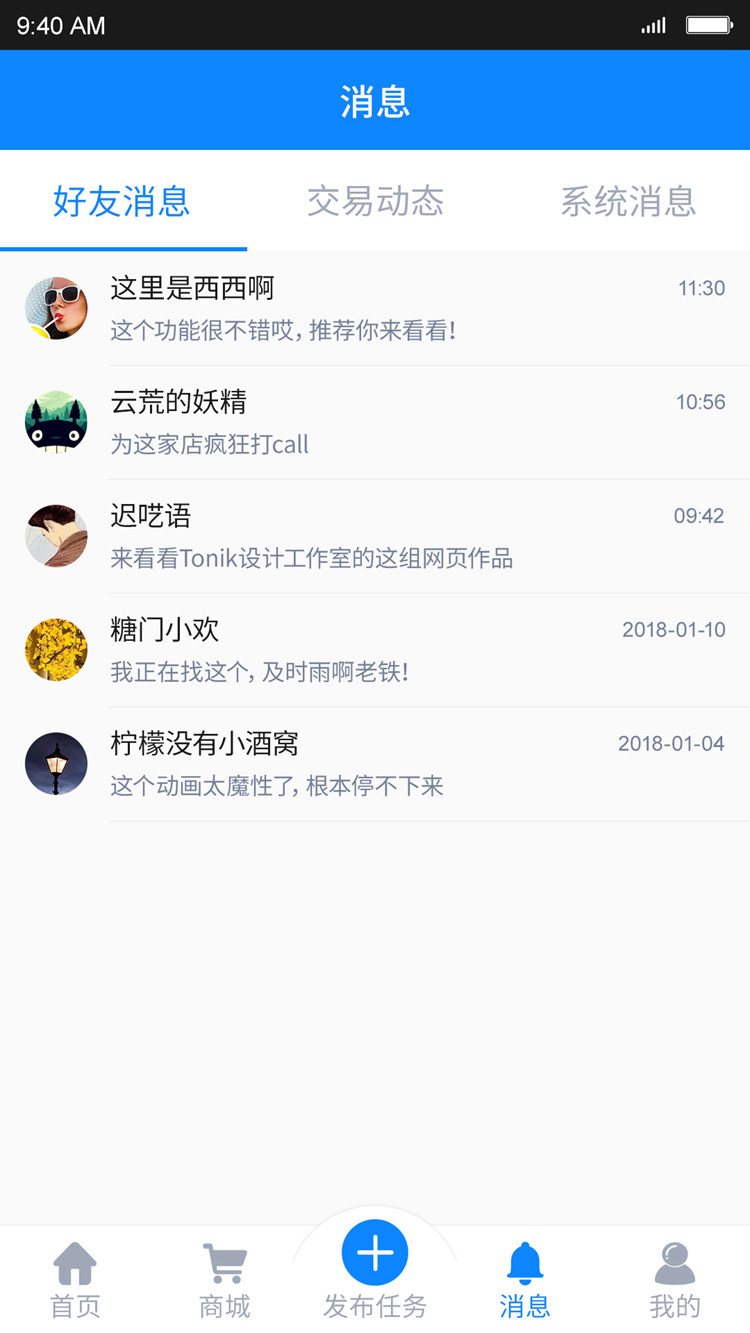 9:40 AM
消息
好友消息 交易动态 系统消息
这里是西西啊 11:30
这个功能很不错哎，推荐你来看看！
云荒的妖精 10:56
为这家店疯狂打call
迟呓语 09:42
来看看Tonik设计工作室的这组网页作品
糖门小欢 2018-01-10
我正在找这个，及时雨啊老铁！
柠檬没有小酒窝 2018-01-04
这个动画太魔性了，根本停不下来
首页 商城 发布任务 消息 我的